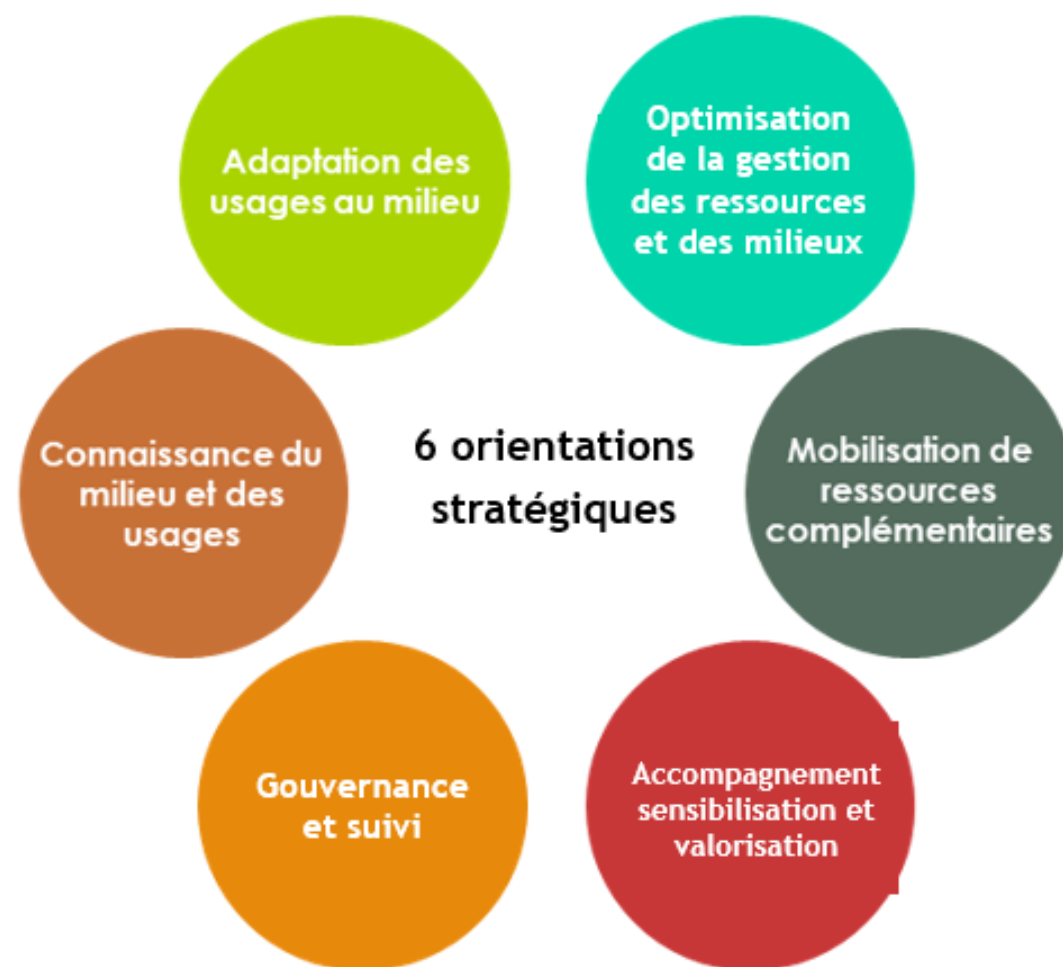 Adaptation des
usages au milieu
Optimisation
de la gestion
des ressources
et des milieux
Connaissance du
milieu et des
usages
6 orientations
stratégiques
Mobilisation de
ressources
complémentaires
Gouvernance
et suivi
Accompagnement
sensibilisation et
valorisation